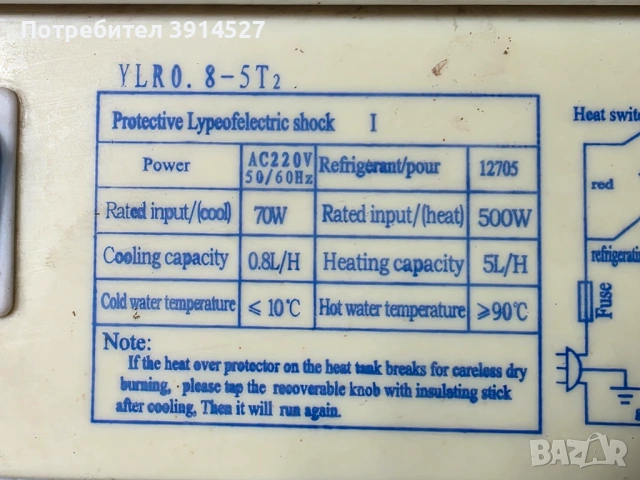 Потребител 3914527
YLR0.8-5T2
Protective Lypeofelectric shock I
Power AC220V 50/60Hz Refrigerant/pour 12705
Rated input/(cool) 70W Rated input/(heat) 500W
Cooling capacity 0.8L/H Heating capacity 5L/H
Cold water temperature ≤10℃ Hot water temperature ≥90℃
Note:
If the heat over protector on the heat tank breaks for careless dry
burning, please tap the recoverable knob with insulating stick
after cooling, Then it will run again.
Heat
red
Fuse
BAZAR